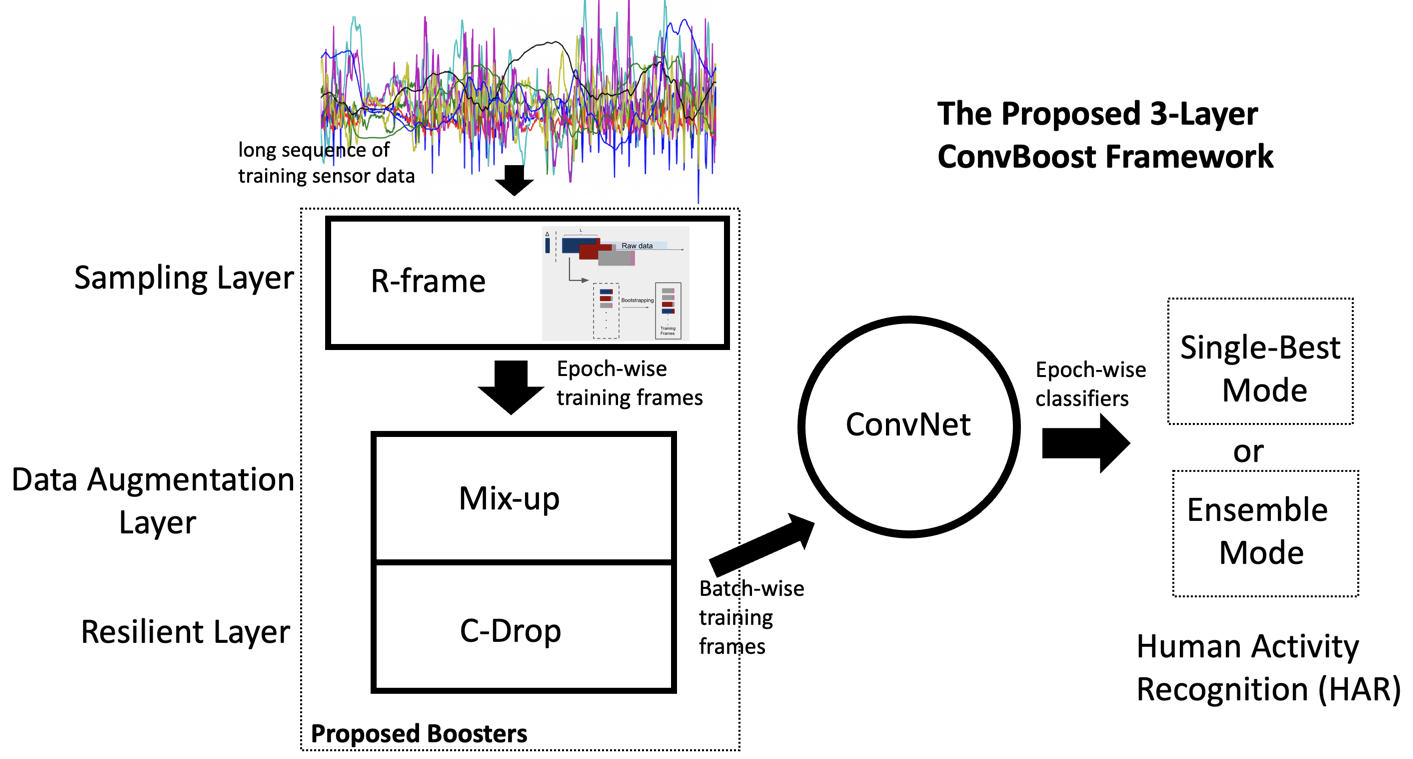 The Proposed 3-Layer
ConvBoost Framework
long sequence of
training sensor data
Sampling Layer
R-frame
Δ
L
Raw data
Bootstrapping
Training
Frames
Epoch-wise
training frames
Data Augmentation
Layer
Mix-up
Resilient Layer
C-Drop
Proposed Boosters
Batch-wise
training
frames
ConvNet
Epoch-wise
classifiers
Single-Best
Mode
or
Ensemble
Mode
Human Activity
Recognition (HAR)